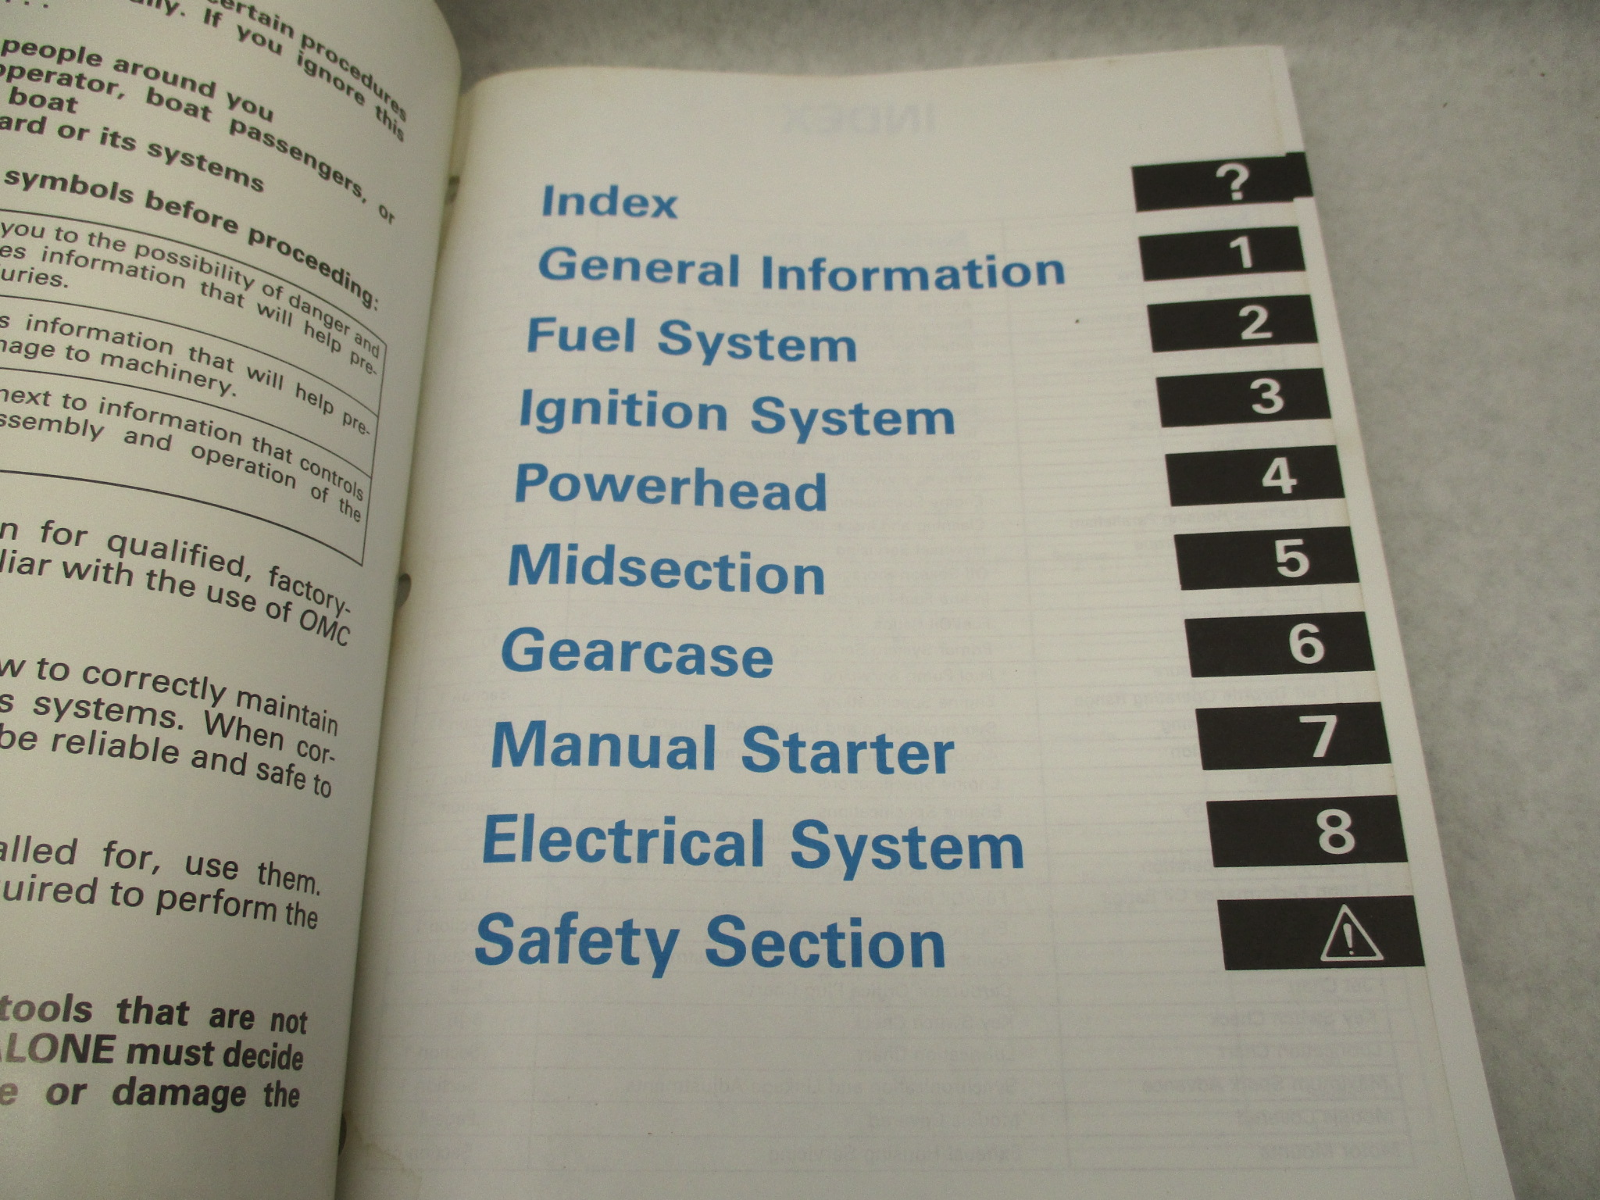 ertain procedures
ally. If you ignore this
people around you
operator, boat passengers, or
boat
ard or its systems
symbols before proceeding:
you to the possibility of danger and
es information that will help pre-
uries.
s information that will help pre-
mage to machinery.
next to information that controls
ssembly and operation of the
n for qualified, factory-
liar with the use of OMC
w to correctly maintain
s systems. When cor-
be reliable and safe to
alled for, use them.
uired to perform the
tools that are not
ALONE must decide
e or damage the
INDEX
Index ?
General Information 1
Fuel System 2
Ignition System 3
Powerhead 4
Midsection 5
Gearcase 6
Manual Starter 7
Electrical System 8
Safety Section !